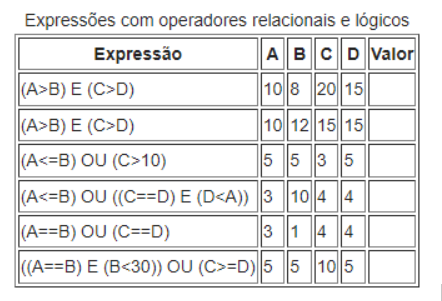 Expressões com operadores relacionais e lógicos
Expressão A B C D Valor
(A>B) E (C>D) 10 8 20 15
(A>B) E (C>D) 10 12 15 15
(A<=B) OU (C>10) 5 5 3 5
(A<=B) OU ((C==D) E (D<A)) 3 10 4 4
(A==B) OU (C==D) 3 1 4 4
((A==B) E (B<30)) OU (C>=D) 5 5 10 5